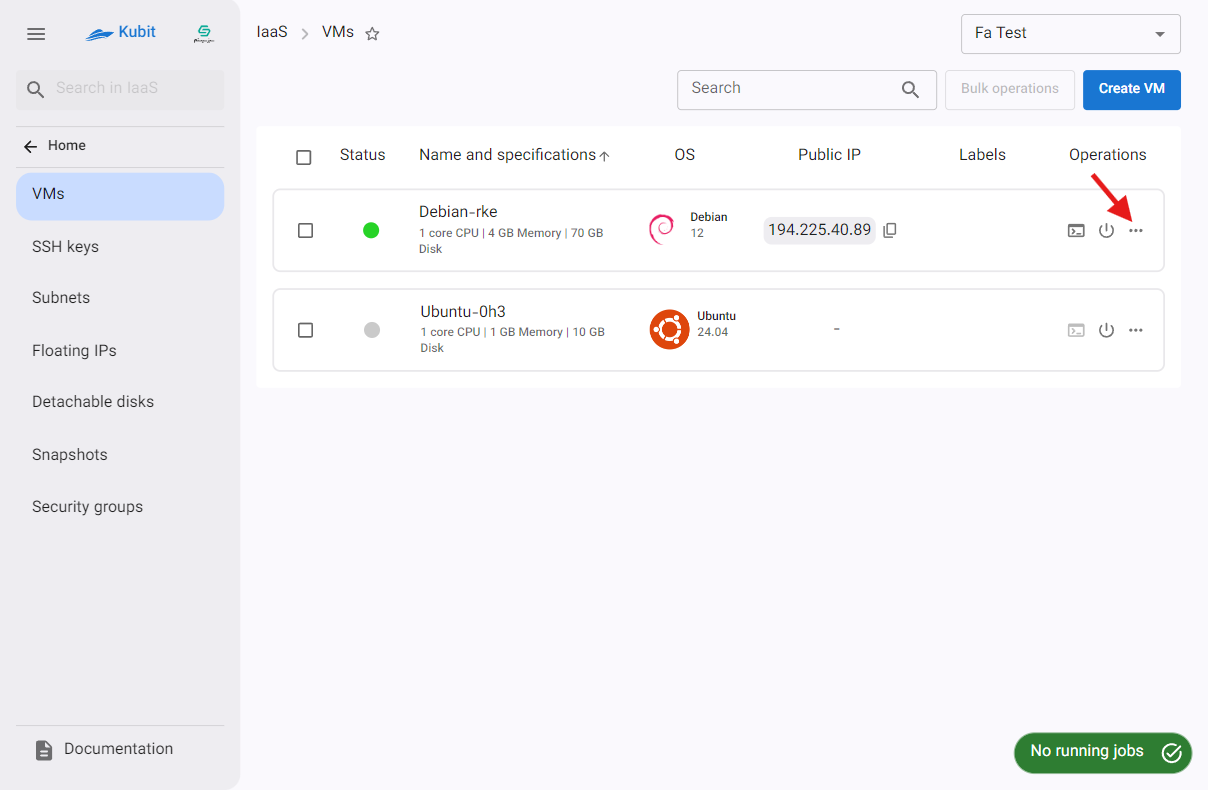 Kubit
IaaS
VMs
Fa Test
Search in IaaS
Search
Bulk operations
Create VM
Home
VMs
SSH keys
Subnets
Floating IPs
Detachable disks
Snapshots
Security groups
Documentation
Status
Name and specifications
OS
Public IP
Labels
Operations
Debian-rke
1 core CPU | 4 GB Memory | 70 GB
Disk
Debian
12
194.225.40.89
Ubuntu-0h3
1 core CPU | 1 GB Memory | 10 GB
Disk
Ubuntu
24.04
-
No running jobs